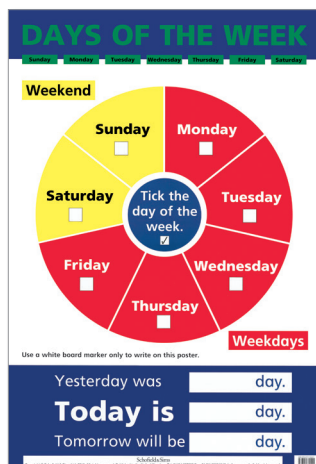 DAYS OF THE WEEK
Sunday Monday Tuesday Wednesday Thursday Friday Saturday
Weekend
Sunday
Monday
Saturday
Tick the
day of the
week.
Tuesday
Friday
Wednesday
Thursday
Weekdays
Use a white board marker only to write on this poster.
Yesterday was day.
Today is day.
Tomorrow will be day.
Schofield & Sims